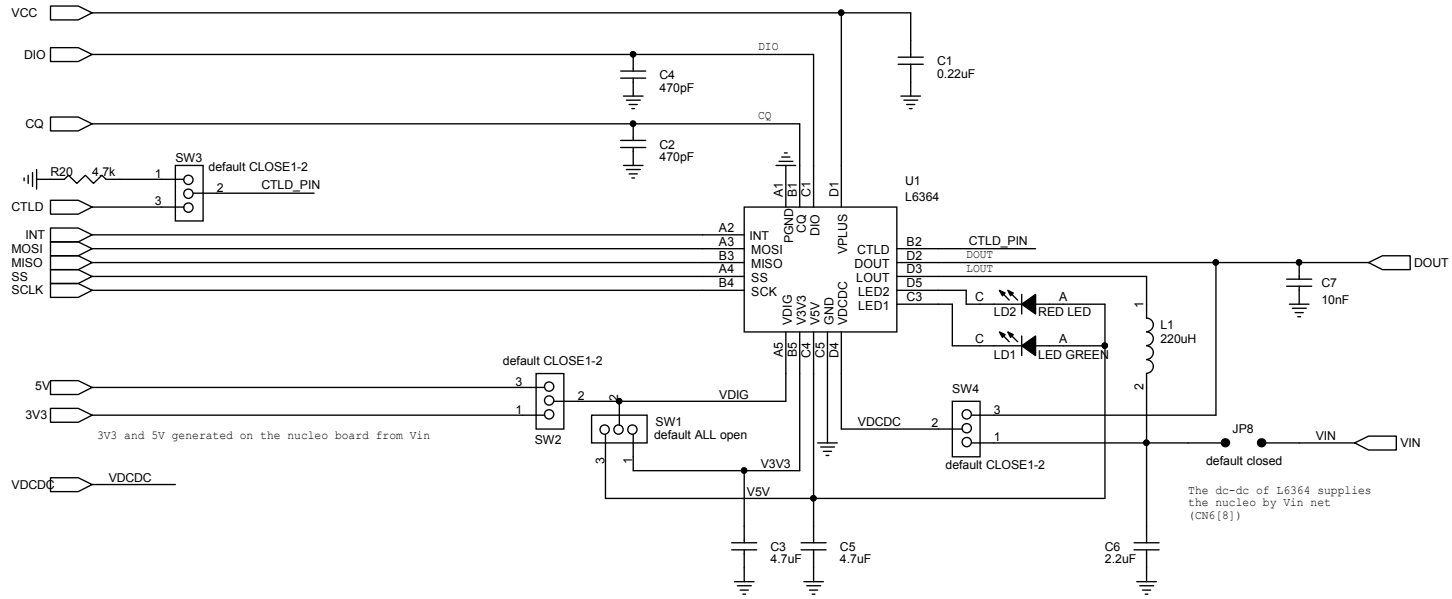 VCC
DIO
DIO
C4
470pF
C1
0.22uF
CQ
CQ
C2
470pF
SW3
default CLOSE1-2
R20
4.7k
1
2
CTLD_PIN
CTLD
3
A1
B1
C1
D1
U1
L6364
INT
MOSI
MISO
SS
SCLK
A2
A3
B3
A4
B4
INT
MOSI
MISO
SS
SCK
PGND
CQ
DIO
VPLUS
CTLD
DOUT
LOUT
LED2
LED1
VDIG
V3V3
V5V
GND
VDCDC
B2
D2
D3
D5
C3
CTLD_PIN
DOUT
LOUT
DOUT
C7
10nF
C
A
LD2
RED LED
C
A
LD1
LED GREEN
1
L1
220uH
2
A5
B5
C4
C5
D4
default CLOSE1-2
5V
3
2
VDIG
3V3
1
SW2
3V3 and 5V generated on the nucleo board from Vin
2
SW1
default ALL open
3
1
V3V3
V5V
SW4
VDCDC
2
3
1
default CLOSE1-2
JP8
default closed
VIN
VIN
The dc-dc of L6364 supplies
the nucleo by Vin net
(CN6[8])
VDCDC
VDCDC
C3
4.7uF
C5
4.7uF
C6
2.2uF